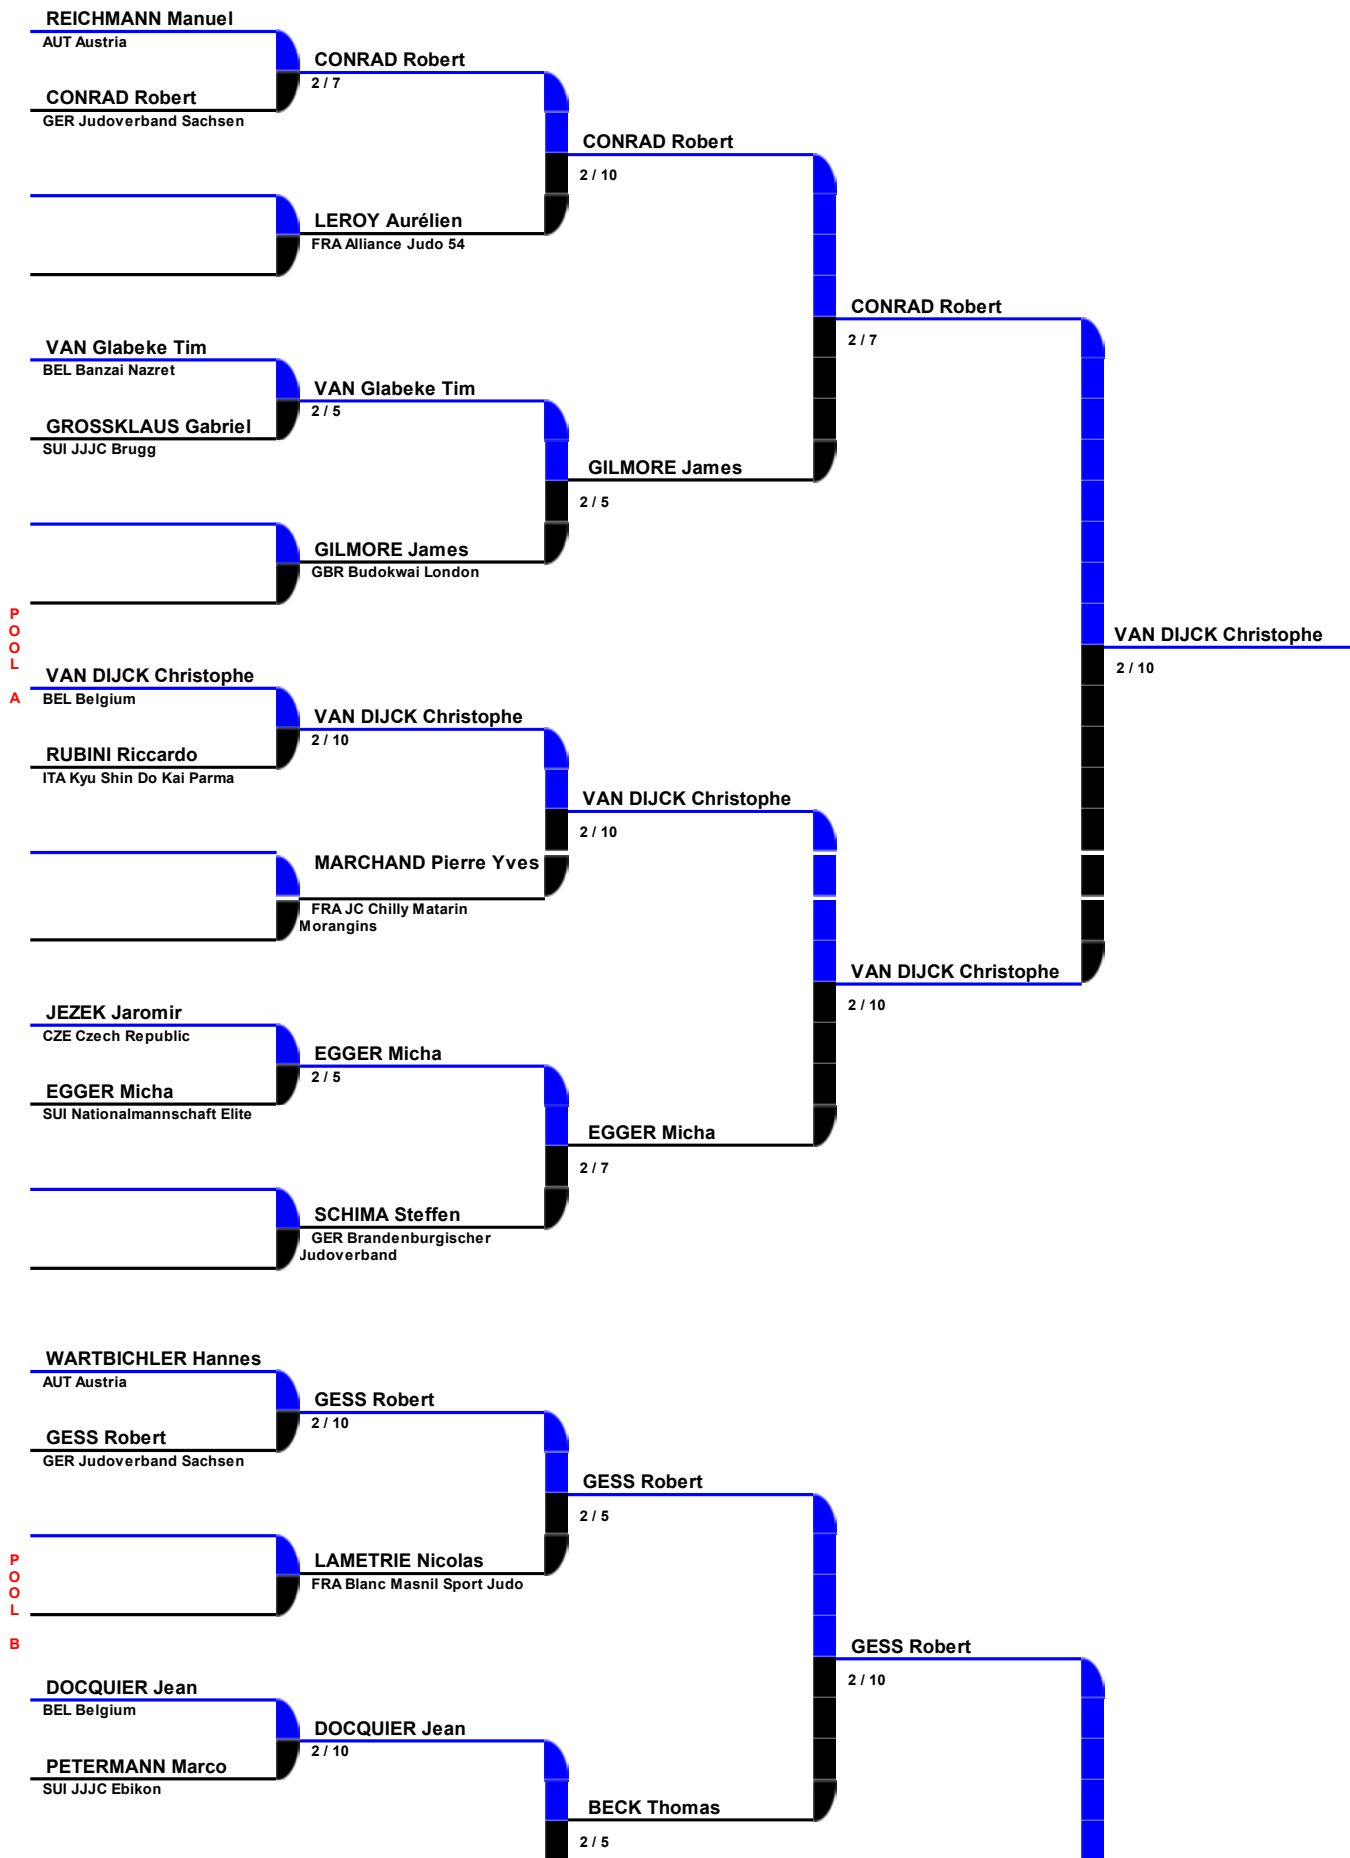 REICHMANN Manuel
AUT Austria
CONRAD Robert
2 / 7
CONRAD Robert
GER Judoverband Sachsen
CONRAD Robert
2 / 10
LEROY Aurélien
FRA Alliance Judo 54
CONRAD Robert
2 / 7
VAN Glabeke Tim
BEL Banzai Nazret
VAN Glabeke Tim
2 / 5
GROSSKLAUS Gabriel
SUI JJJC Brugg
GILMORE James
2 / 5
GILMORE James
GBR Budokwai London
P
O
O
L
A
VAN DIJCK Christophe
2 / 10
VAN DIJCK Christophe
BEL Belgium
VAN DIJCK Christophe
2 / 10
RUBINI Riccardo
ITA Kyu Shin Do Kai Parma
VAN DIJCK Christophe
2 / 10
MARCHAND Pierre Yves
FRA JC Chilly Matarin
Morangins
VAN DIJCK Christophe
2 / 10
JEZEK Jaromir
CZE Czech Republic
EGGER Micha
2 / 5
EGGER Micha
SUI Nationalmannschaft Elite
EGGER Micha
2 / 7
SCHIMA Steffen
GER Brandenburgischer
Judoverband
WARTBICHLER Hannes
AUT Austria
GESS Robert
2 / 10
GESS Robert
GER Judoverband Sachsen
GESS Robert
2 / 5
LAMETRIE Nicolas
FRA Blanc Masnil Sport Judo
P
O
O
L
B
GESS Robert
2 / 10
DOCQUIER Jean
BEL Belgium
DOCQUIER Jean
2 / 10
PETERMANN Marco
SUI JJJC Ebikon
BECK Thomas
2 / 5